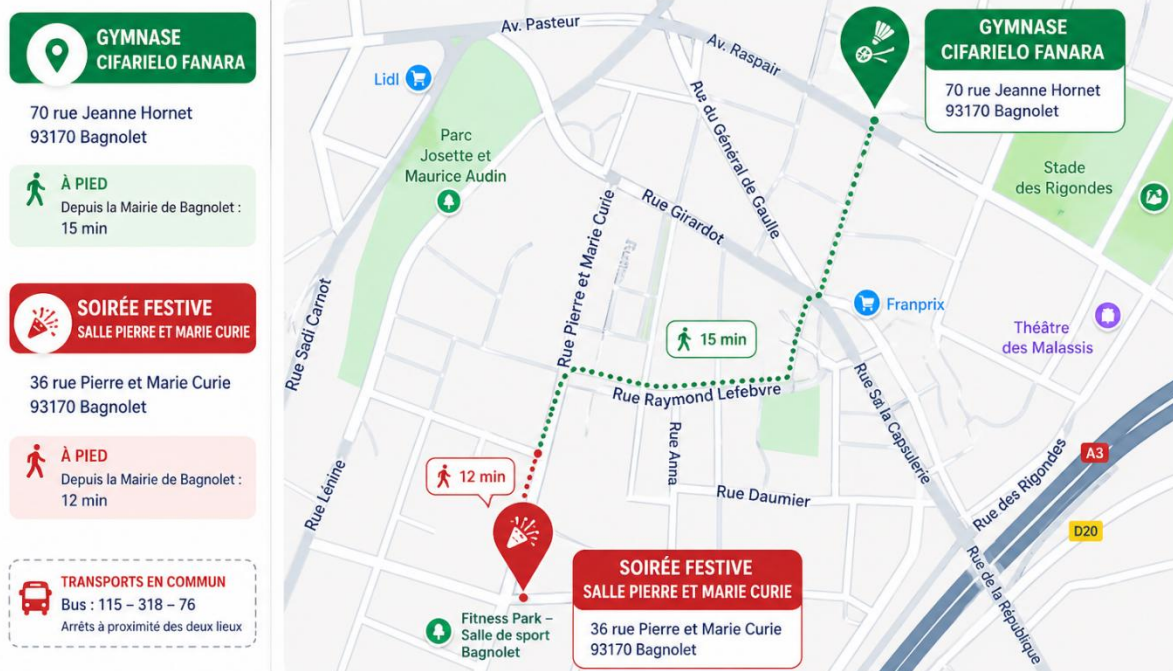 GYMNASE
CIFARIELO FANARA
70 rue Jeanne Hornet
93170 Bagnolet
À PIED
Depuis la Mairie de Bagnolet :
15 min
SOIRÉE FESTIVE
SALLE PIERRE ET MARIE CURIE
36 rue Pierre et Marie Curie
93170 Bagnolet
À PIED
Depuis la Mairie de Bagnolet :
12 min
TRANSPORTS EN COMMUN
Bus : 115 – 318 – 76
Arrêts à proximité des deux lieux
Av. Pasteur
Av. Raspair
GYMNASE
CIFARIELO FANARA
70 rue Jeanne Hornet
93170 Bagnolet
Lidl
Parc
Josette et
Maurice Audin
Av du Général de Gaulle
Stade
des Rigondes
Rue Girardot
Rue Pierre et Marie Curie
Rue Sadi Carnot
Franprix
15 min
Théâtre
des Malassis
Rue Raymond Lefebvre
Rue la Capsulerie
Rue Anna
A3
12 min
Rue Lénine
Rue Daumier
Rue des Rigondes
D20
SOIRÉE FESTIVE
SALLE PIERRE ET MARIE CURIE
36 rue Pierre et Marie Curie
93170 Bagnolet
Rue de la République
Fitness Park –
Salle de sport
Bagnolet